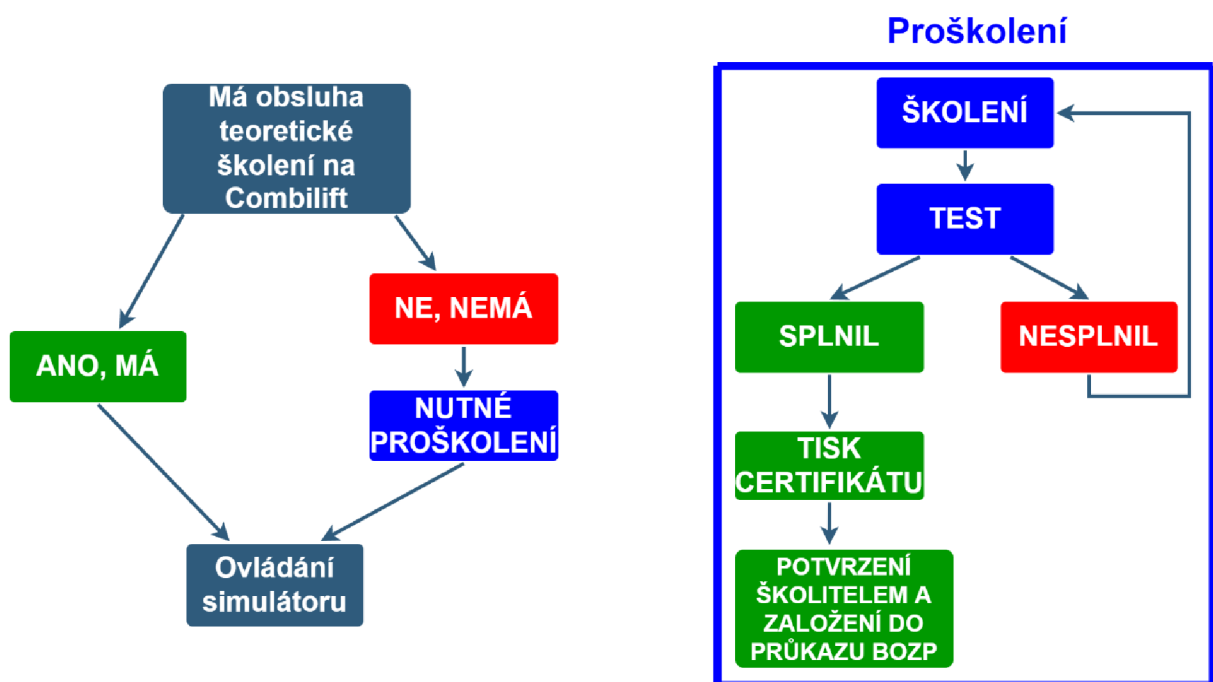 Má obsluha
teoretické
školení na
Combilift
ANO, MÁ
NE, NEMÁ
NUTNÉ
PROŠKOLENÍ
Ovládání
simulátoru
Proškolení
ŠKOLENÍ
TEST
SPLNIL
NESPLNIL
TISK
CERTIFIKÁTU
POTVRZENÍ
ŠKOLITELEM A
ZALOŽENÍ DO
PRŮKAZU BOZP